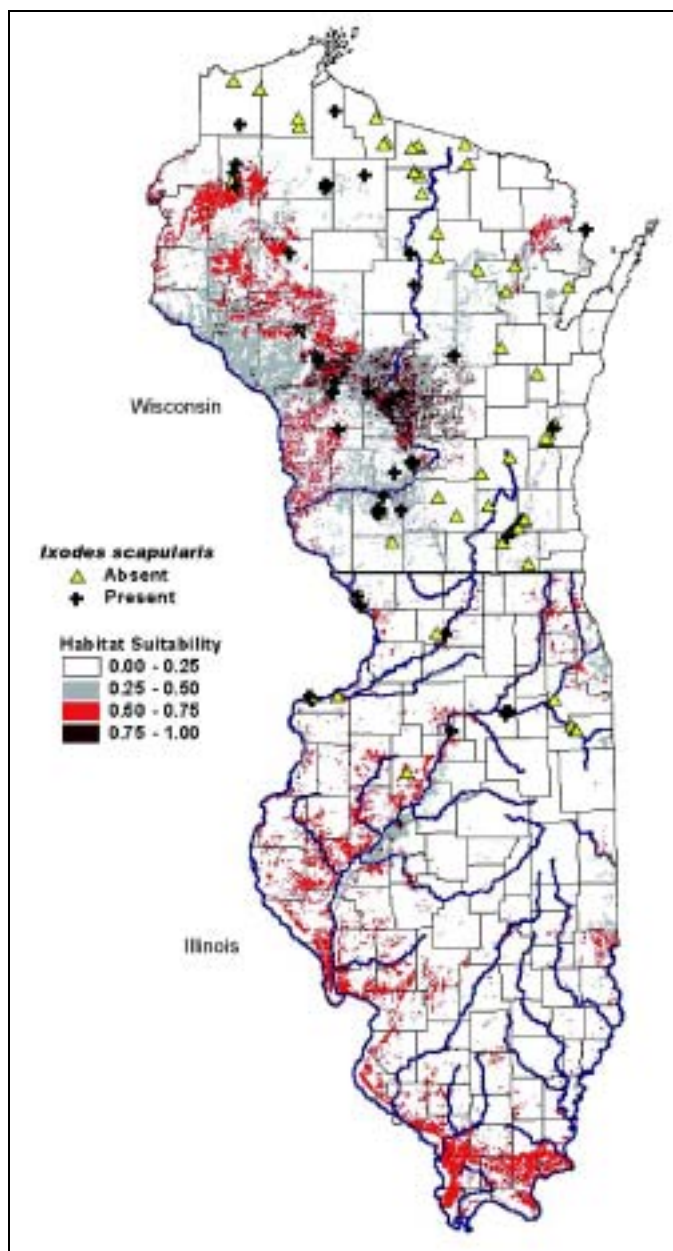 Wisconsin
Ixodes scapularis
Absent
Present
Habitat Suitability
0.00 - 0.25
0.25 - 0.50
0.50 - 0.75
0.75 - 1.00
Illinois